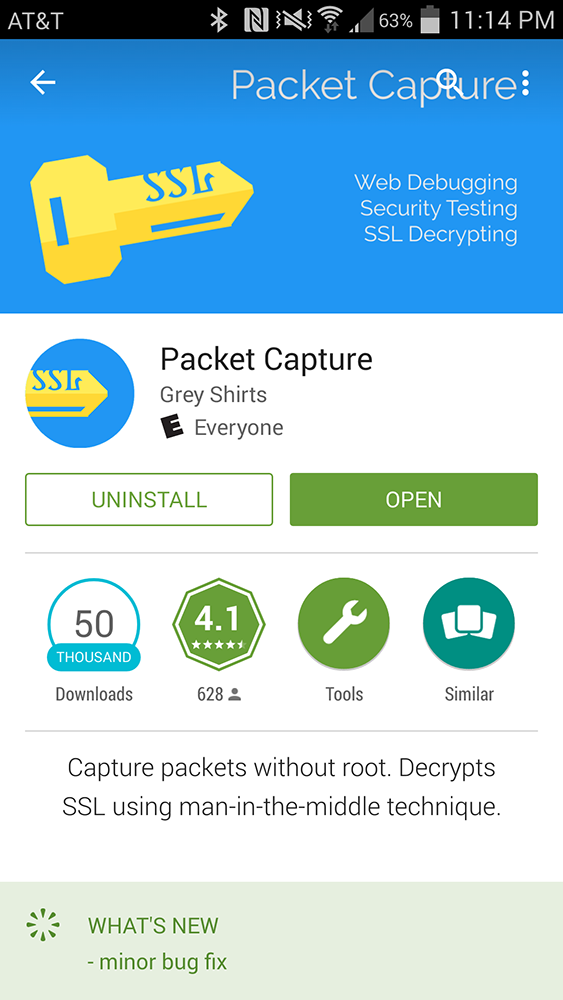 AT&T 63% 11:14 PM
Packet Capture
SSL
Web Debugging
Security Testing
SSL Decrypting
SSL
Packet Capture
Grey Shirts
E Everyone
UNINSTALL OPEN
50 4.1
THOUSAND
Downloads 628 Tools Similar
Capture packets without root. Decrypts
SSL using man-in-the-middle technique.
WHAT'S NEW
- minor bug fix